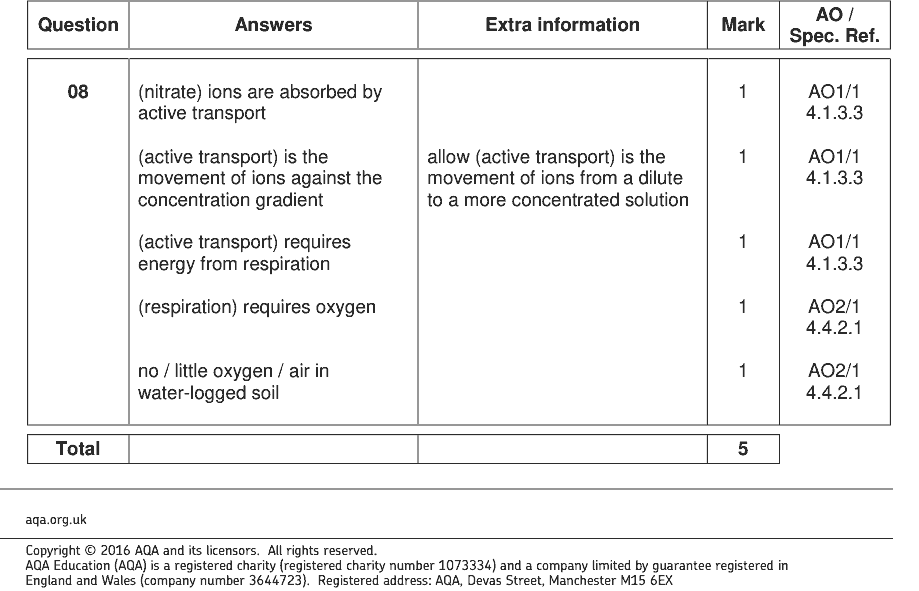 Question Answers Extra information Mark AO /
Spec. Ref.
08 (nitrate) ions are absorbed by 1 AO1/1
active transport 4.1.3.3
(active transport) is the allow (active transport) is the 1 AO1/1
movement of ions against the movement of ions from a dilute 4.1.3.3
concentration gradient to a more concentrated solution
(active transport) requires 1 AO1/1
energy from respiration 4.1.3.3
(respiration) requires oxygen 1 AO2/1
4.4.2.1
no / little oxygen / air in 1 AO2/1
water-logged soil 4.4.2.1
Total 5
aqa.org.uk
Copyright © 2016 AQA and its licensors. All rights reserved.
AQA Education (AQA) is a registered charity (registered charity number 1073334) and a company limited by guarantee registered in
England and Wales (company number 3644723). Registered address: AQA, Devas Street, Manchester M15 6EX